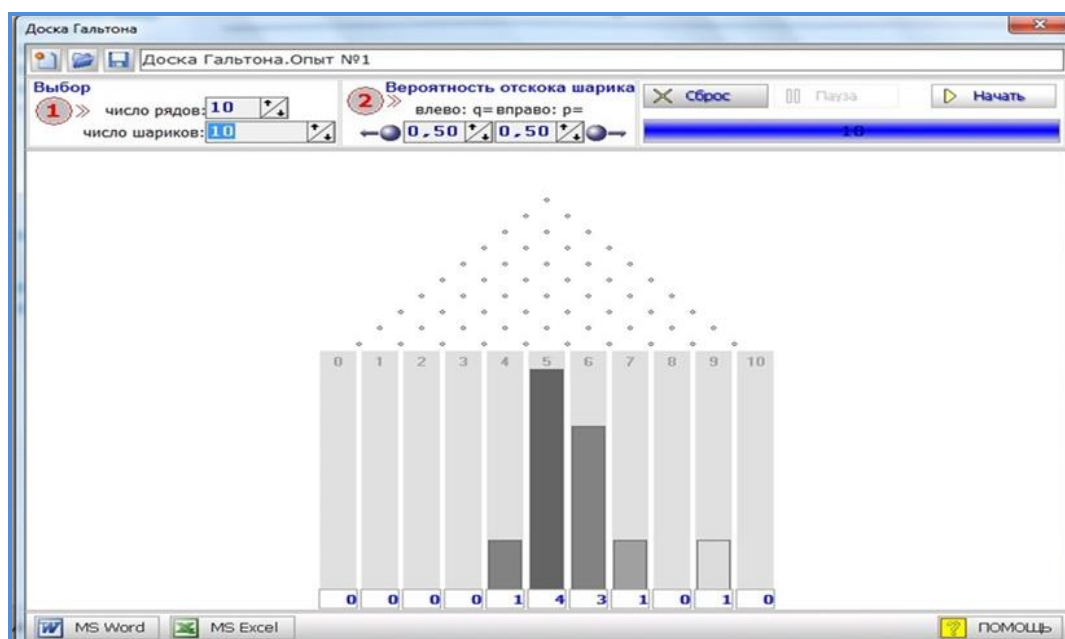 Доска Гальтона
Доска Гальтона.Опыт №1
Выбор
1 число рядов: 10
число шариков: 10
2 Вероятность отскока шарика
влево: q= вправо: p=
0,50 0,50
Сброс Пауза Начать
10
0 1 2 3 4 5 6 7 8 9 10
0 0 0 0 1 4 3 1 0 1 0
MS Word MS Excel ? ПОМОЩЬ